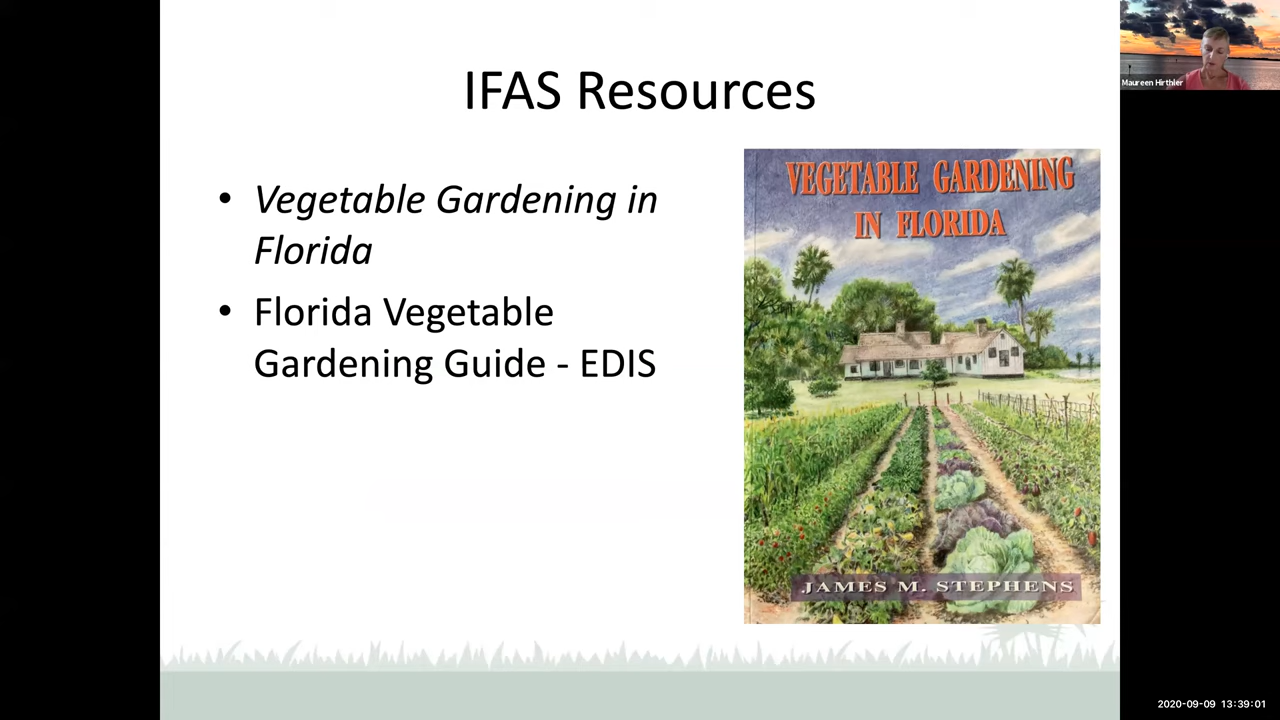 IFAS Resources
• Vegetable Gardening in
Florida
• Florida Vegetable
Gardening Guide - EDIS
VEGETABLE GARDENING
IN FLORIDA
JAMES M. STEPHENS
Maureen Hirthler
2020-09-09 13:39:01